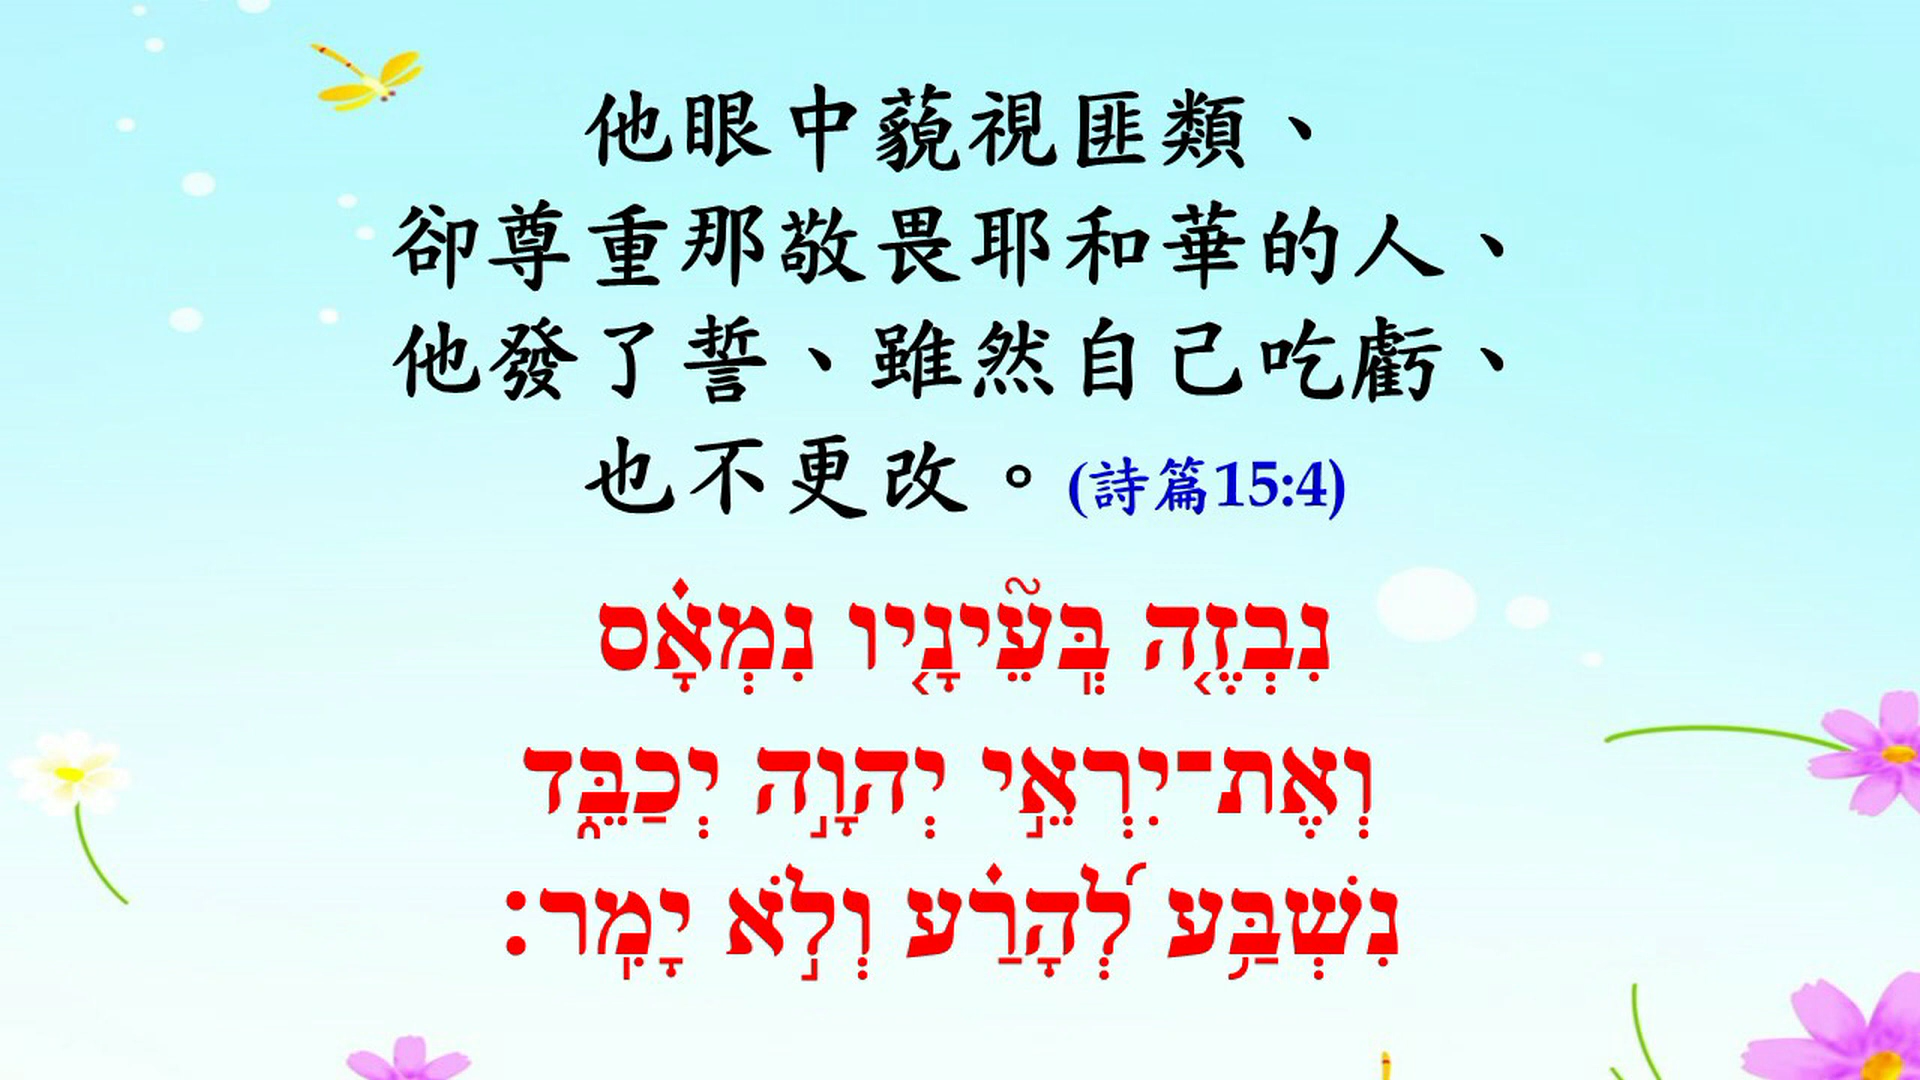 他眼中藐視匪類、
卻尊重那敬畏耶和華的人、
他發了誓、雖然自己吃虧、
也不更改。(詩篇15:4)
נִבְזֶ֤ה בְּֽעֵ֘ינָ֤יו נִמְאָ֗ס
וְאֶת־יִרְאֵ֣י יְהוָ֣ה יְכַבֵּ֑ד
נִשְׁבַּ֥ע לְ֝הָרַ֗ע וְלֹ֣א יָמִֽר׃